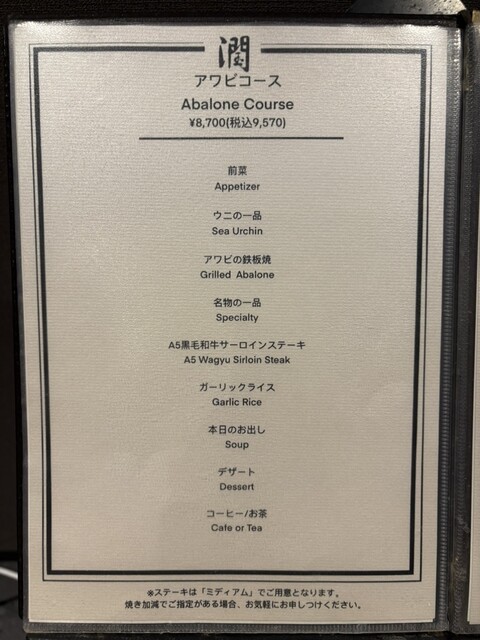 潤
アワビコース
Abalone Course
¥8,700(税込9,570)
前菜
Appetizer
ウニの一品
Sea Urchin
アワビの鉄板焼
Grilled Abalone
名物の一品
Specialty
A5黒毛和牛サーロインステーキ
A5 Wagyu Sirloin Steak
ガーリックライス
Garlic Rice
本日のお出し
Soup
デザート
Dessert
コーヒー/お茶
Cafe or Tea
※ステーキは「ミディアム」でご用意となります。
焼き加減でご指定がある場合、お気軽にお申しつけください。